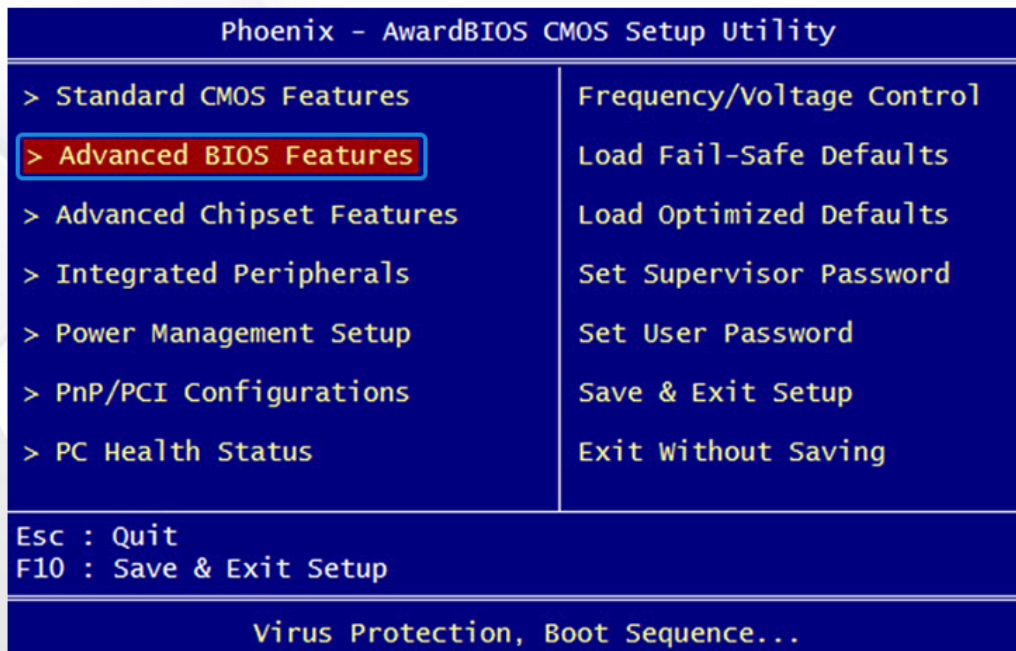 Phoenix - AwardBIOS CMOS Setup Utility
> Standard CMOS Features
> Advanced BIOS Features
> Advanced Chipset Features
> Integrated Peripherals
> Power Management Setup
> PnP/PCI Configurations
> PC Health Status
Frequency/Voltage Control
Load Fail-Safe Defaults
Load Optimized Defaults
Set Supervisor Password
Set User Password
Save & Exit Setup
Exit Without Saving
Esc : Quit
F10 : Save & Exit Setup
Virus Protection, Boot Sequence...